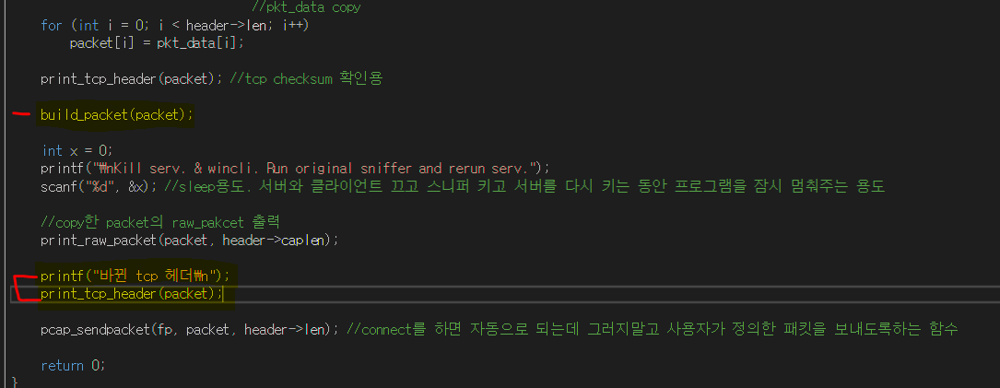 //pkt_data copy
for (int i = 0; i < header->len; i++)
packet[i] = pkt_data[i];
print_tcp_header(packet); //tcp checksum 확인용
build_packet(packet);
int x = 0;
printf("₩nKill serv. & wincli. Run original sniffer and rerun serv.");
scanf("%d", &x); //sleep용도. 서버와 클라이언트 끄고 스니퍼 키고 서버를 다시 키는 동안 프로그램을 잠시 멈춰주는 용도
//copy한 packet의 raw_pakcet 출력
print_raw_packet(packet, header->caplen);
printf("바뀐 tcp 헤더₩n");
print_tcp_header(packet);
pcap_sendpacket(fp, packet, header->len); //connect를 하면 자동으로 되는데 그러지말고 사용자가 정의한 패킷을 보내도록하는 함수
return 0;
}